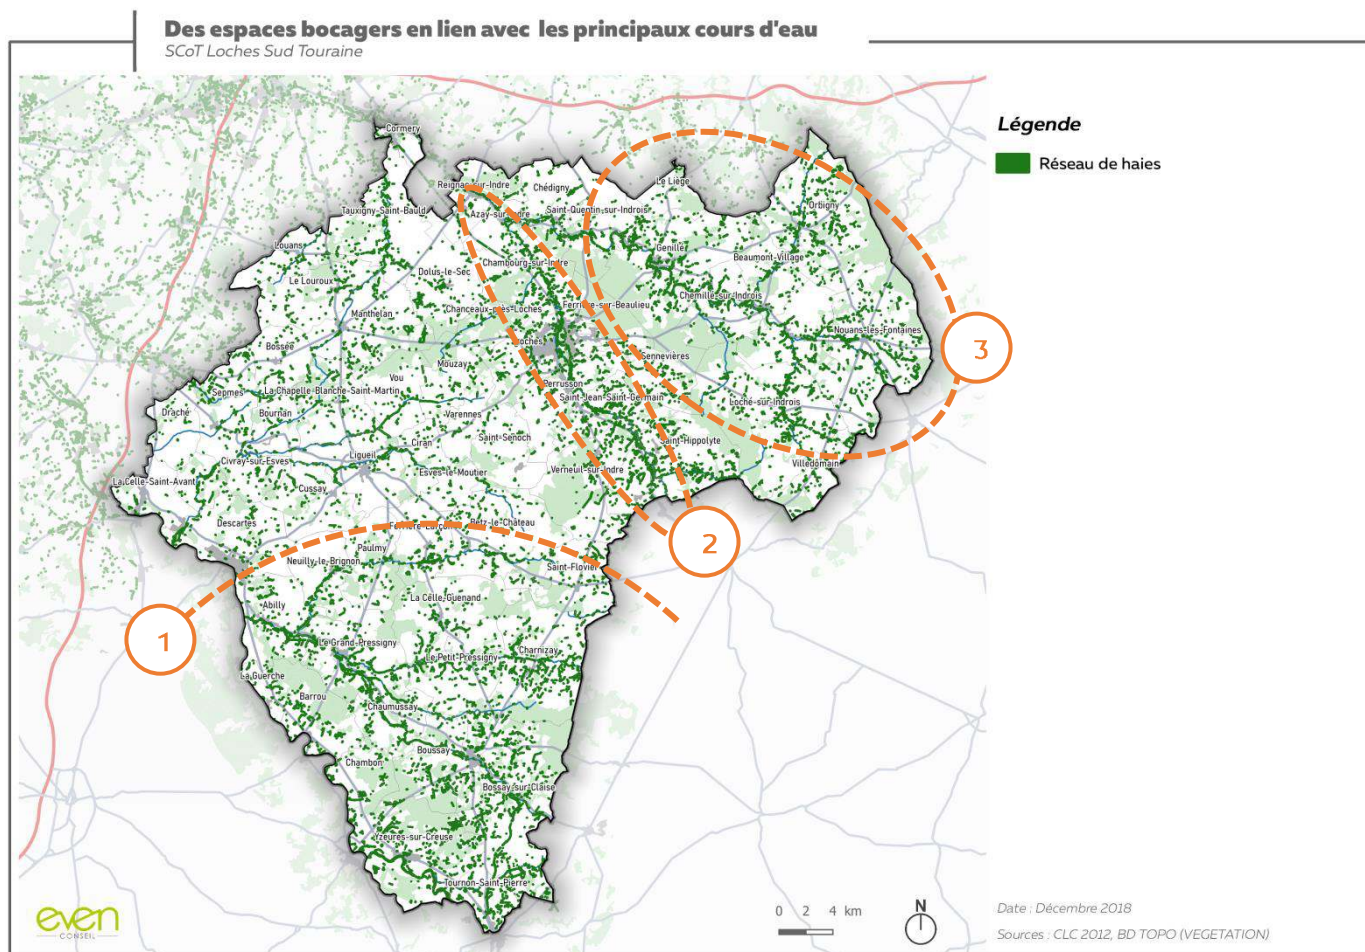 Des espaces bocagers en lien avec les principaux cours d'eau
SCoT Loches Sud Touraine
Légende
Réseau de haies
Cormery
Reignac-sur-Indre
Chédigny
Le Liège
Tauxigny-Saint-Bauld
Azay-sur-Indre
Saint-Quentin-sur-Indrois
Orbigny
Louans
Genillé
Beaumont-Village
Le Louroux
Dolus-le-Sec
Chambourg-sur-Indre
Chemillé-sur-Indrois
Manthelan
Chanceaux-près-Loches
Ferrière-sur-Beaulieu
Nouans-les-Fontaines
Bossée
Loches
Sennevières
3
Mouzay
Vou
Perrusson
Sepmes
La Chapelle-Blanche-Saint-Martin
Saint-Jean-Saint-Germain
Loché-sur-Indrois
Draché
Bournan
Varennes
Saint-Senoch
Saint-Hippolyte
Ciran
Civray-sur-Esves
Ligueil
Villedômain
Esves-le-Moutier
Verneuil-sur-Indre
La Celle-Saint-Avant
Cussay
Descartes
Ferrière-Larçon
Betz-le-Château
2
Paulmy
Neuilly-le-Brignon
Saint-Flovier
La Celle-Guenand
Abilly
1
Le Grand-Pressigny
Le Petit-Pressigny
Charnizay
La Guerche
Barrou
Chaumussay
Boussay
Chambon
Bossay-sur-Claise
Yzeures-sur-Creuse
Tournon-Saint-Pierre
even
CONSEIL
0 2 4 km
N
Date : Décembre 2018
Sources : CLC 2012, BD TOPO (VEGETATION)